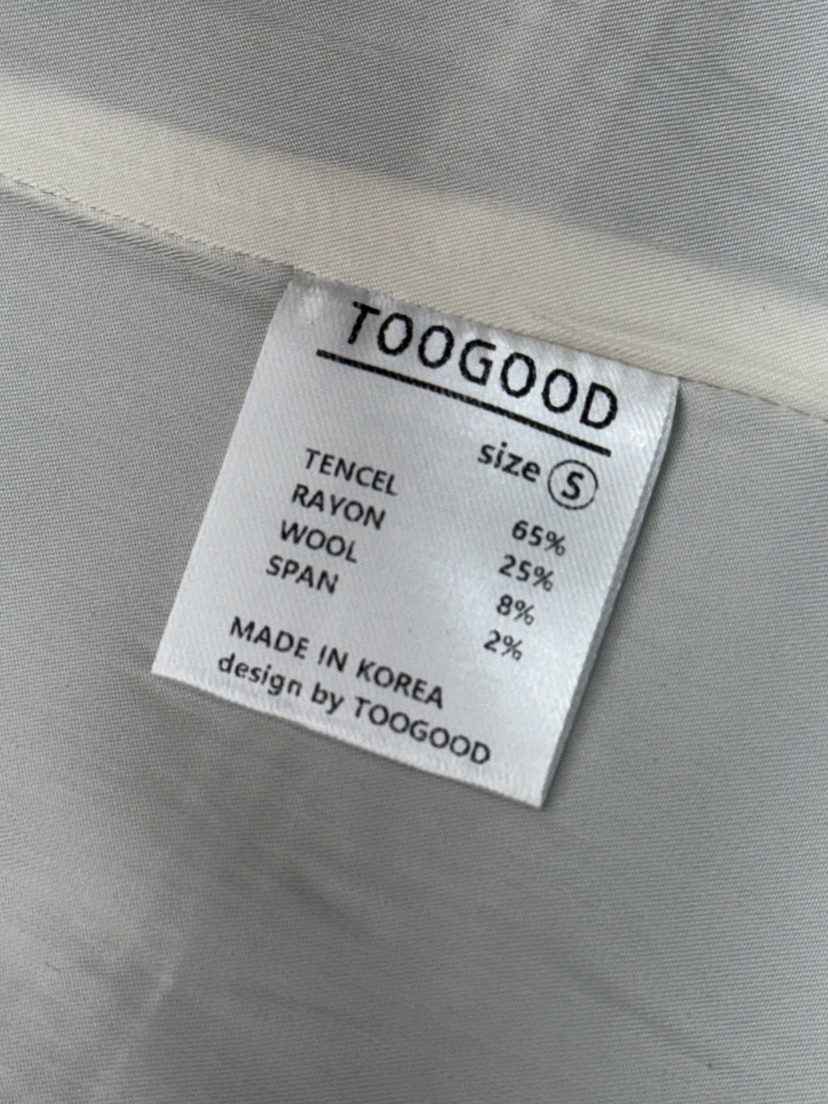 TOOGOOD
size S
TENCEL 65%
RAYON 25%
WOOL 8%
SPAN 2%
MADE IN KOREA
design by TOOGOOD